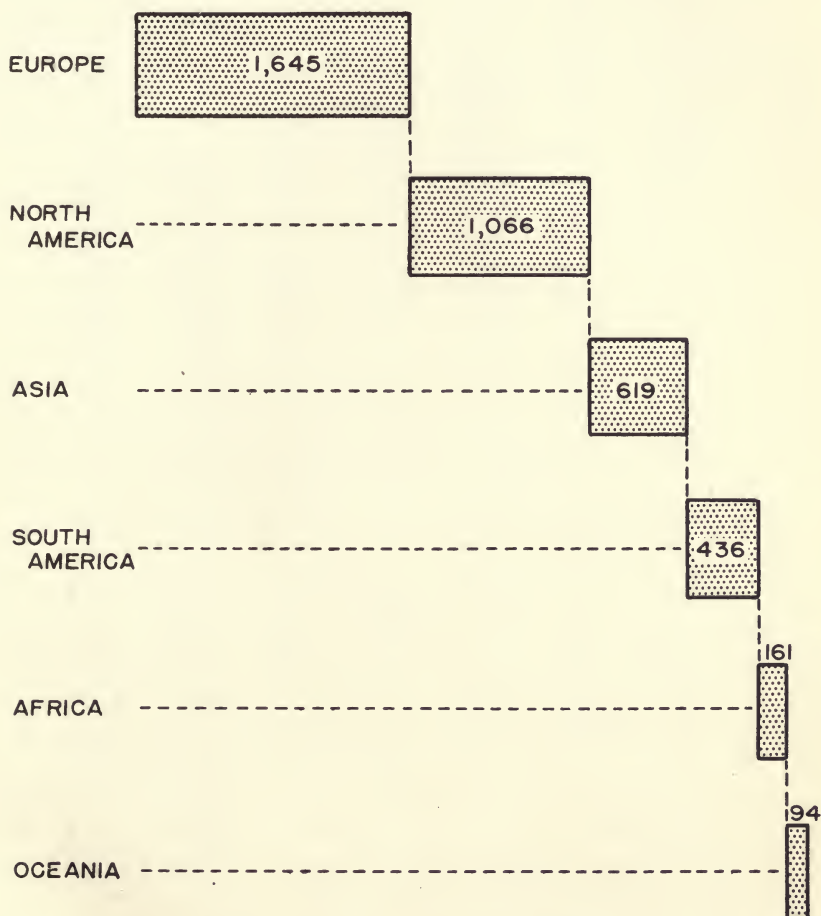 EUROPE
1,645
NORTH
AMERICA
1,066
ASIA
619
SOUTH
AMERICA
436
161
AFRICA
94
OCEANIA